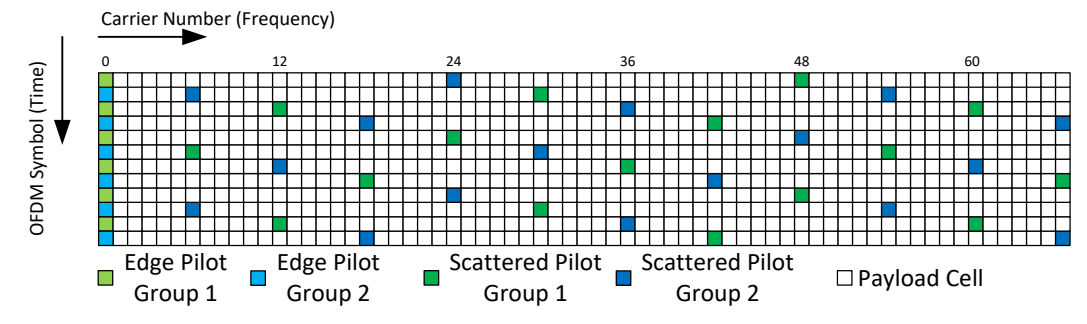 Carrier Number (Frequency)
0 12 24 36 48 60
OFDM Symbol (Time)
Edge Pilot
Group 1
Edge Pilot
Group 2
Scattered Pilot
Group 1
Scattered Pilot
Group 2
Payload Cell